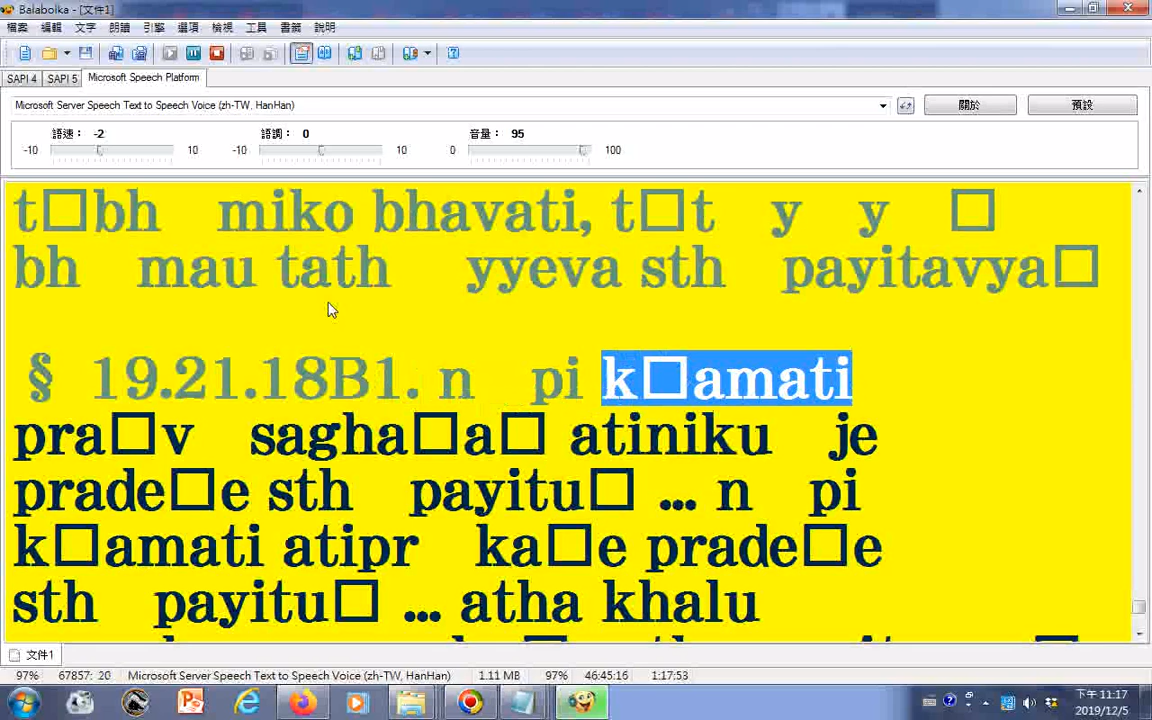 Balabolka - [文件1]
檔案 編輯 文字 朗讀 引擎 選項 檢視 工具 書籤 說明
SAPI 4 SAPI 5 Microsoft Speech Platform
Microsoft Server Speech Text to Speech Voice (zh-TW, HanHan) 關於 預設
語速： -2 語調： 0 音量： 95
-10 10 -10 10 0 100
t□bh miko bhavati, t□t y y □
bh mau tath yyeva sth payitavya□
§ 19.21.18B1. n pi k□amati
pra□v sagha□a□ atiniku je
prade□e sth payitu□ ... n pi
k□amati atipr ka□e prade□e
sth payitu□ ... atha khalu
文件1
97% 67857: 20 Microsoft Server Speech Text to Speech Voice (zh-TW, HanHan) 1.11 MB 97% 46:45:16 1:17:53
下午 11:17
2019/12/5